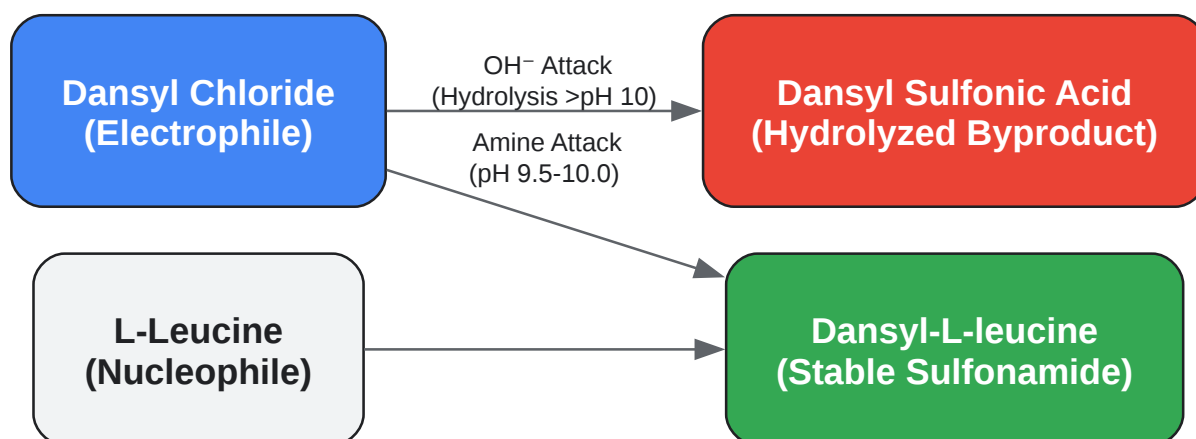 Dansyl Chloride
(Electrophile)
OH⁻ Attack
(Hydrolysis >pH 10)
Dansyl Sulfonic Acid
(Hydrolyzed Byproduct)
Amine Attack
(pH 9.5-10.0)
L-Leucine
(Nucleophile)
Dansyl-L-leucine
(Stable Sulfonamide)